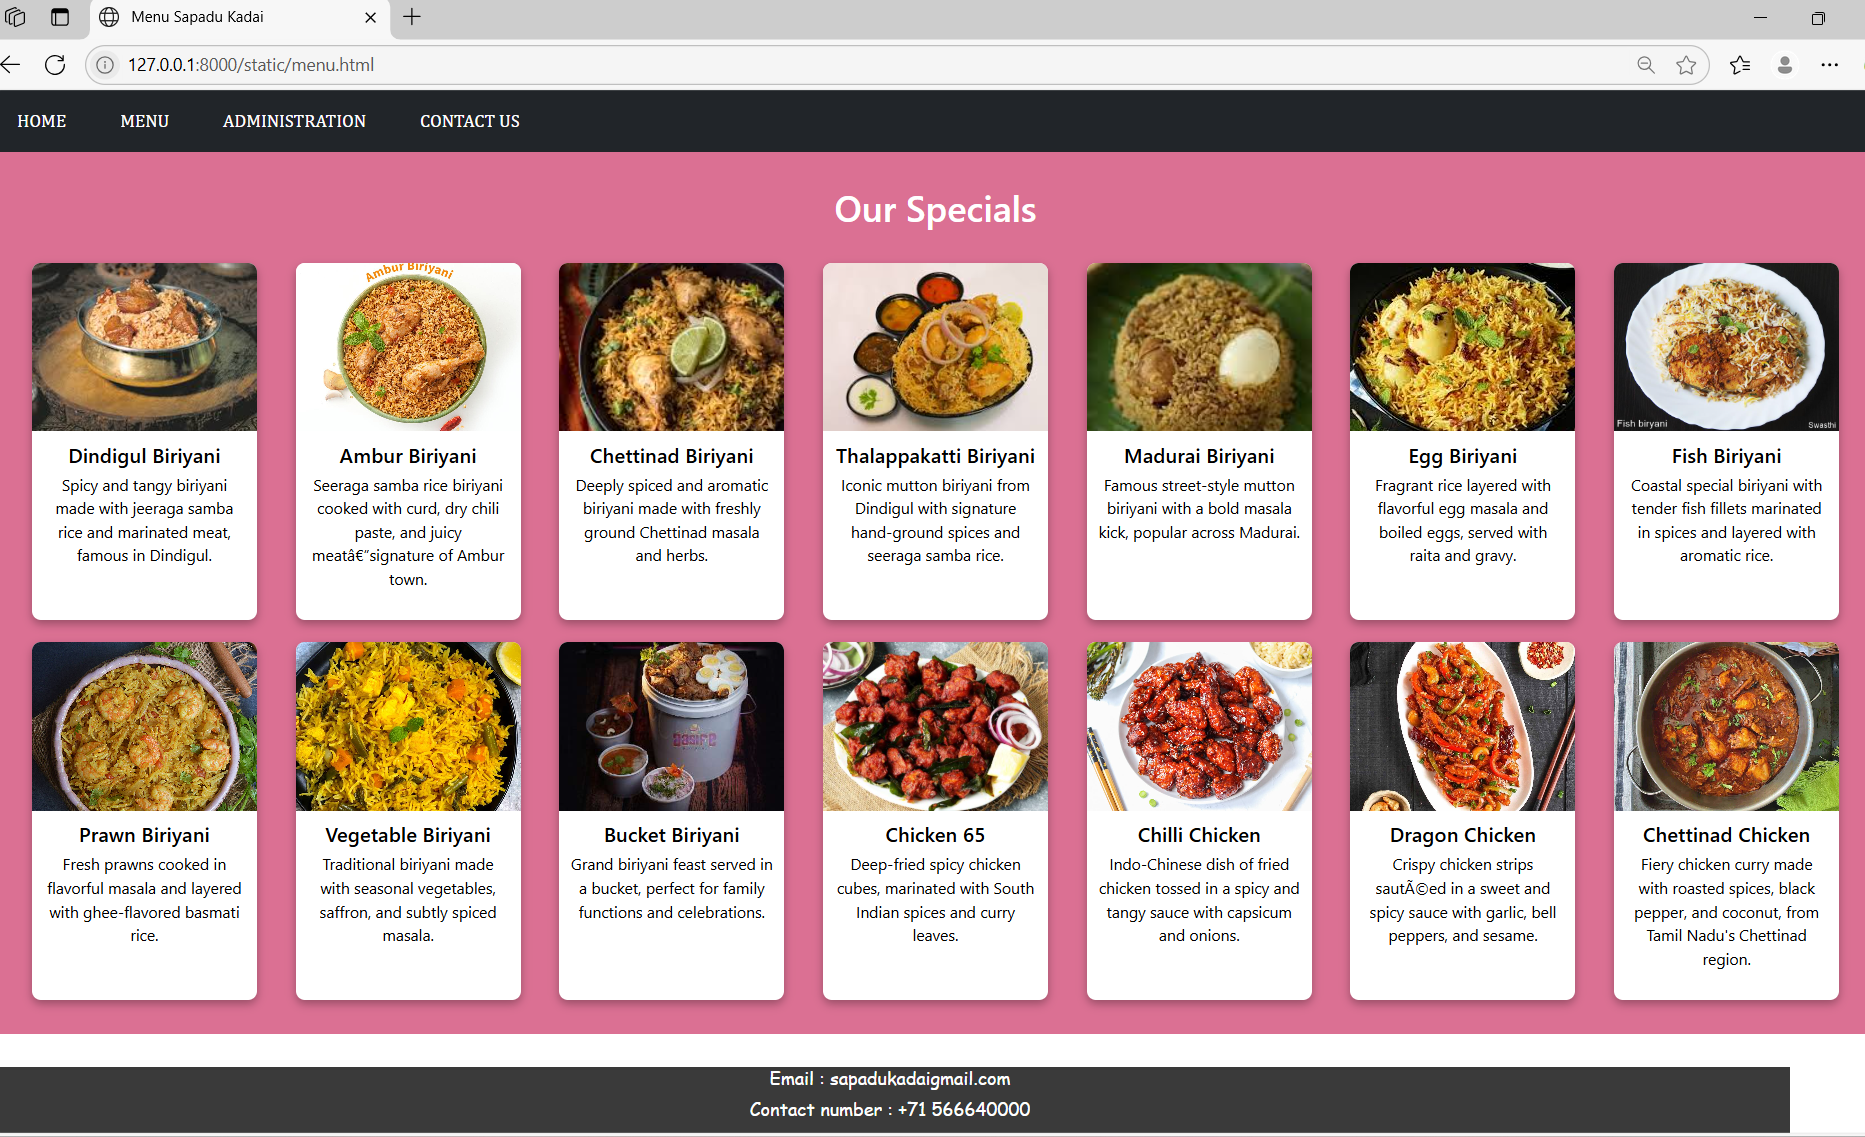 Menu Sapadu Kadai
127.0.0.1:8000/static/menu.html
HOME MENU ADMINISTRATION CONTACT US
Our Specials
Ambur Biriyani
Fish biryani
Swasthi
Dindigul Biriyani
Spicy and tangy biriyani
made with jeeraga samba
rice and marinated meat,
famous in Dindigul.
Ambur Biriyani
Seeraga samba rice biriyani
cooked with curd, dry chili
paste, and juicy
meatâ€”signature of Ambur
town.
Chettinad Biriyani
Deeply spiced and aromatic
biriyani made with freshly
ground Chettinad masala
and herbs.
Thalappakatti Biriyani
Iconic mutton biriyani from
Dindigul with signature
hand-ground spices and
seeraga samba rice.
Madurai Biriyani
Famous street-style mutton
biriyani with a bold masala
kick, popular across Madurai.
Egg Biriyani
Fragrant rice layered with
flavorful egg masala and
boiled eggs, served with
raita and gravy.
Fish Biriyani
Coastal special biriyani with
tender fish fillets marinated
in spices and layered with
aromatic rice.
Prawn Biriyani
Fresh prawns cooked in
flavorful masala and layered
with ghee-flavored basmati
rice.
Vegetable Biriyani
Traditional biriyani made
with seasonal vegetables,
saffron, and subtly spiced
masala.
Bucket Biriyani
Grand biriyani feast served in
a bucket, perfect for family
functions and celebrations.
Chicken 65
Deep-fried spicy chicken
cubes, marinated with South
Indian spices and curry
leaves.
Chilli Chicken
Indo-Chinese dish of fried
chicken tossed in a spicy and
tangy sauce with capsicum
and onions.
Dragon Chicken
Crispy chicken strips
sautÃ©ed in a sweet and
spicy sauce with garlic, bell
peppers, and sesame.
Chettinad Chicken
Fiery chicken curry made
with roasted spices, black
pepper, and coconut, from
Tamil Nadu's Chettinad
region.
Email : sapadukadaigmail.com
Contact number : +71 566640000